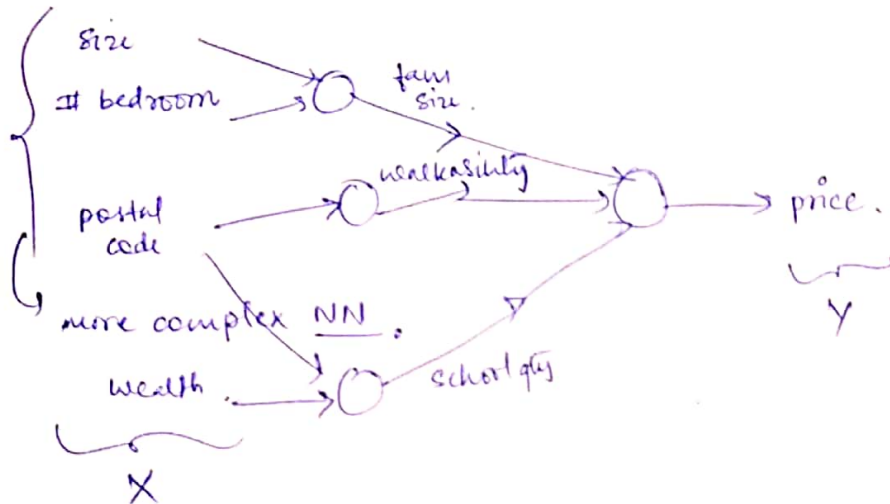 size
# bedroom
fam
size.
walkability
postal
code
price.
more complex NN.
Y
wealth.
school qty
X